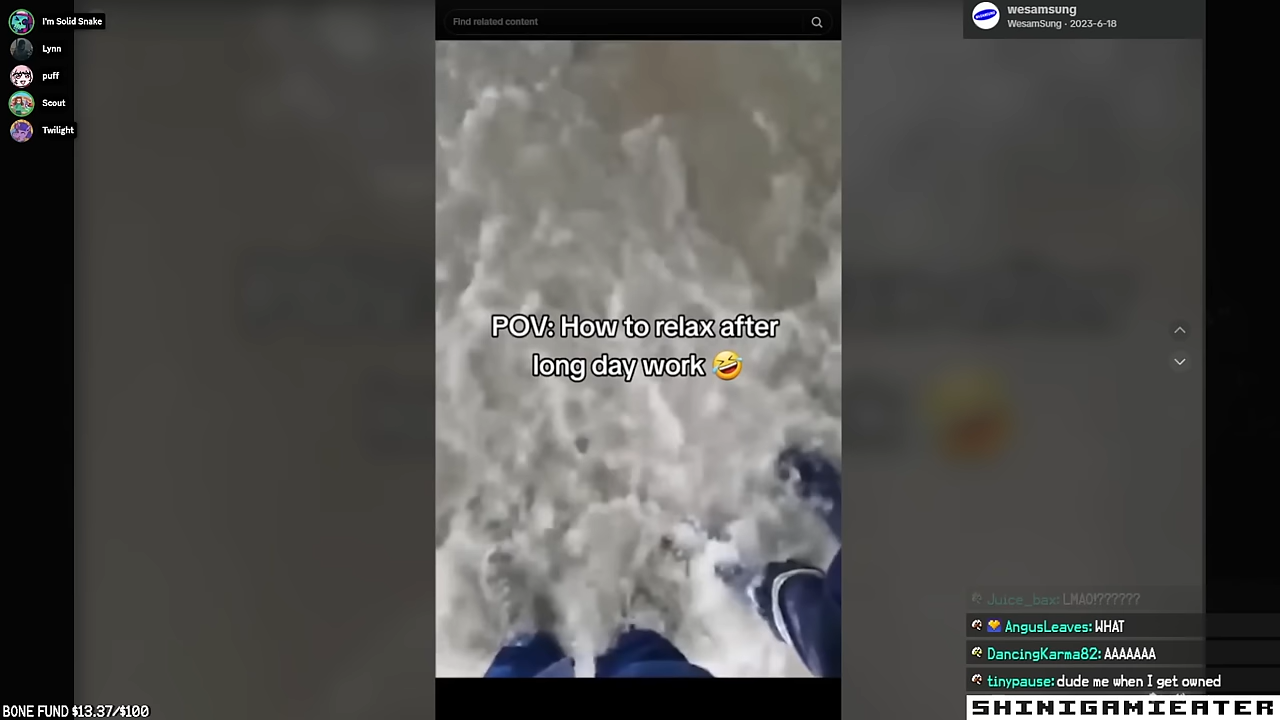 I'm Solid Snake
Lynn
puff
Scout
Twilight
Find related content
wesamsung
WesamSung · 2023-6-18
POV: How to relax after
long day work 🤣
Juice_bax: LMAO!??????
AngusLeaves: WHAT
DancingKarma82: AAAAAAA
tinypause: dude me when I get owned
SHINIGAMIEATER
BONE FUND $13.37/$100